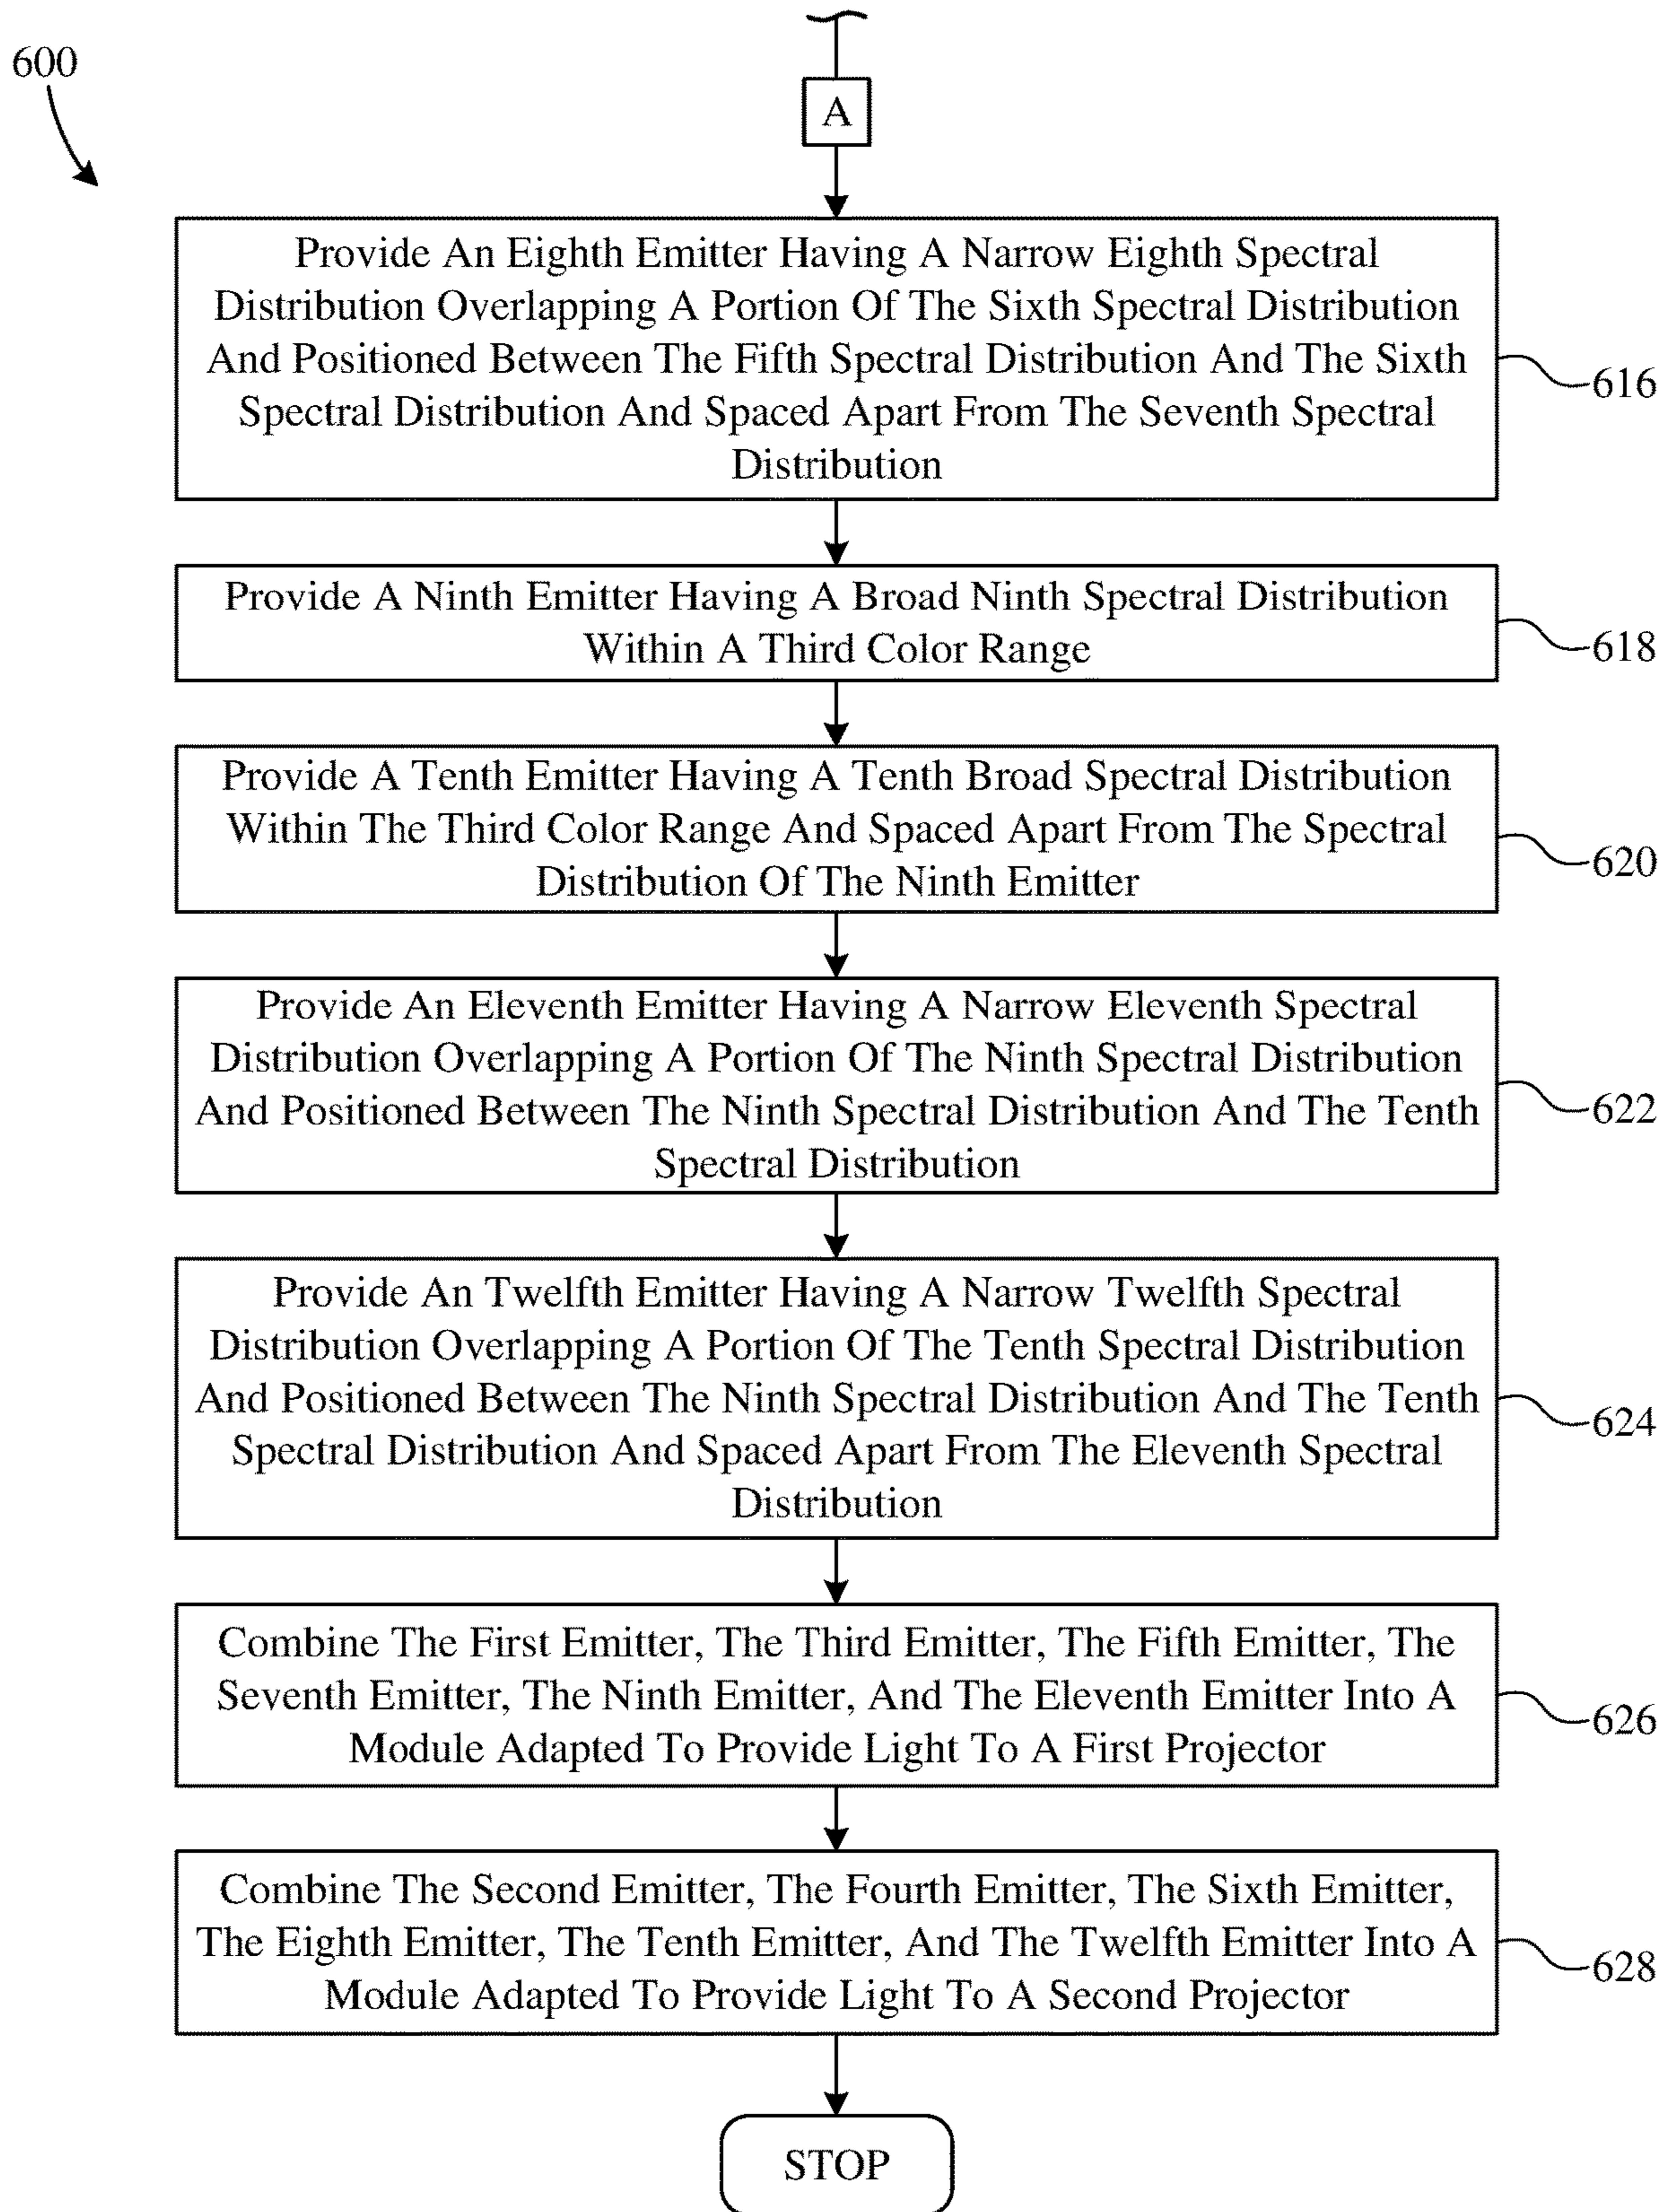 600
A
Provide An Eighth Emitter Having A Narrow Eighth Spectral
Distribution Overlapping A Portion Of The Sixth Spectral Distribution
And Positioned Between The Fifth Spectral Distribution And The Sixth
Spectral Distribution And Spaced Apart From The Seventh Spectral
Distribution
616
Provide A Ninth Emitter Having A Broad Ninth Spectral Distribution
Within A Third Color Range
618
Provide A Tenth Emitter Having A Tenth Broad Spectral Distribution
Within The Third Color Range And Spaced Apart From The Spectral
Distribution Of The Ninth Emitter
620
Provide An Eleventh Emitter Having A Narrow Eleventh Spectral
Distribution Overlapping A Portion Of The Ninth Spectral Distribution
And Positioned Between The Ninth Spectral Distribution And The Tenth
Spectral Distribution
622
Provide An Twelfth Emitter Having A Narrow Twelfth Spectral
Distribution Overlapping A Portion Of The Tenth Spectral Distribution
And Positioned Between The Ninth Spectral Distribution And The Tenth
Spectral Distribution And Spaced Apart From The Eleventh Spectral
Distribution
624
Combine The First Emitter, The Third Emitter, The Fifth Emitter, The
Seventh Emitter, The Ninth Emitter, And The Eleventh Emitter Into A
Module Adapted To Provide Light To A First Projector
626
Combine The Second Emitter, The Fourth Emitter, The Sixth Emitter,
The Eighth Emitter, The Tenth Emitter, And The Twelfth Emitter Into A
Module Adapted To Provide Light To A Second Projector
628
STOP